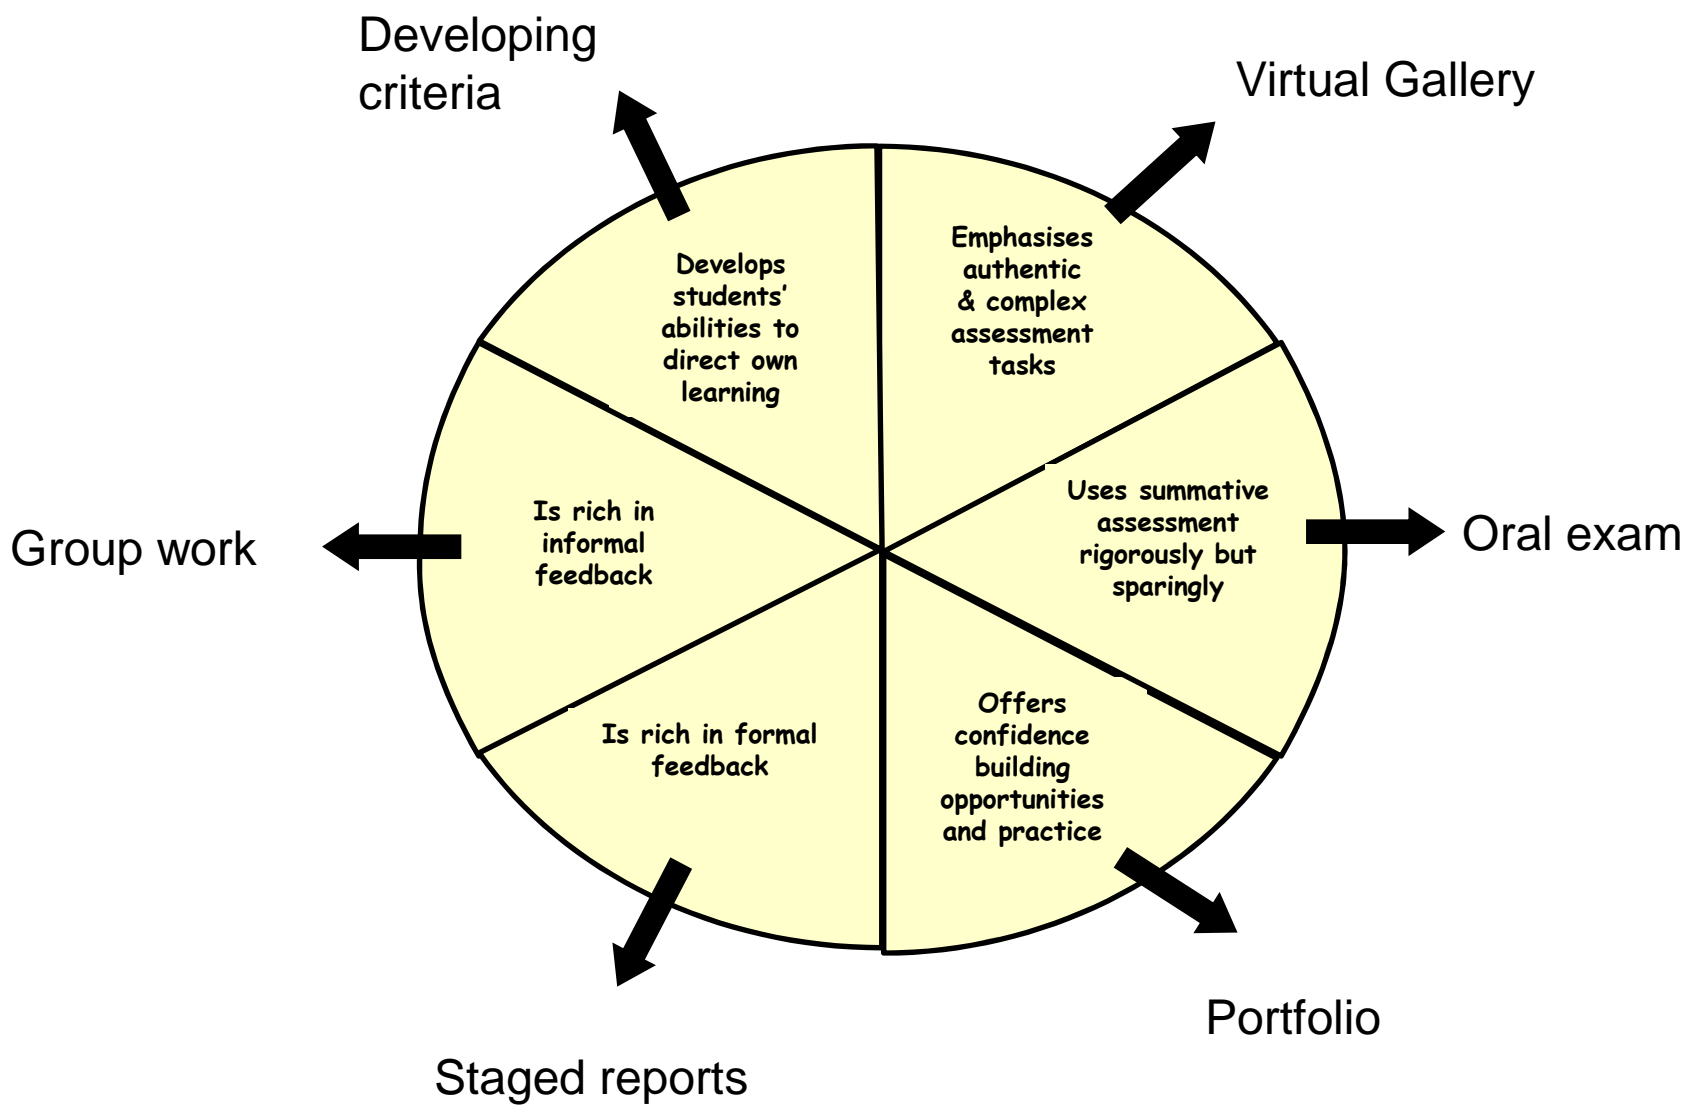 Developing
criteria
Virtual Gallery
Emphasises
authentic
& complex
assessment
tasks
Develops
students’
abilities to
direct own
learning
Uses summative
assessment
rigorously but
sparingly
Oral exam
Is rich in
informal
feedback
Group work
Offers
confidence
building
opportunities
and practice
Is rich in formal
feedback
Portfolio
Staged reports